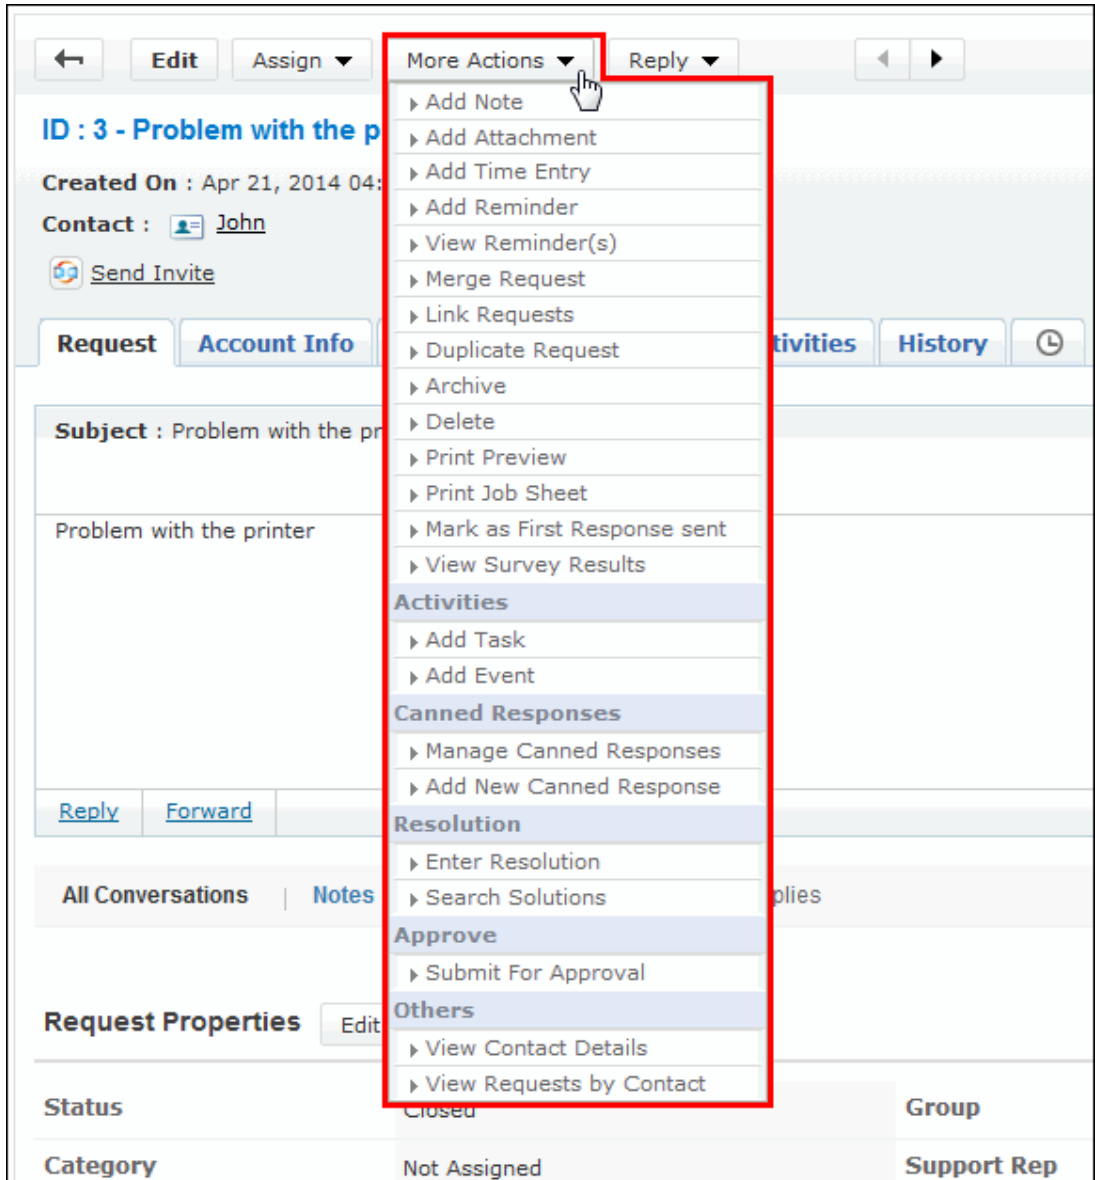 Edit Assign More Actions Reply
Add Note
ID : 3 - Problem with the p
Add Attachment
Add Time Entry
Created On : Apr 21, 2014 04:
Add Reminder
Contact : John
View Reminder(s)
Send Invite
Merge Request
Link Requests
Request Account Info tivities History
Duplicate Request
Archive
Delete
Subject : Problem with the pr
Print Preview
Print Job Sheet
Problem with the printer
Mark as First Response sent
View Survey Results
Activities
Add Task
Add Event
Canned Responses
Manage Canned Responses
Add New Canned Response
Reply Forward
Resolution
Enter Resolution
All Conversations | Notes plies
Search Solutions
Approve
Submit For Approval
Others
Request Properties Edit
View Contact Details
View Requests by Contact
Status Closed Group
Category Not Assigned Support Rep